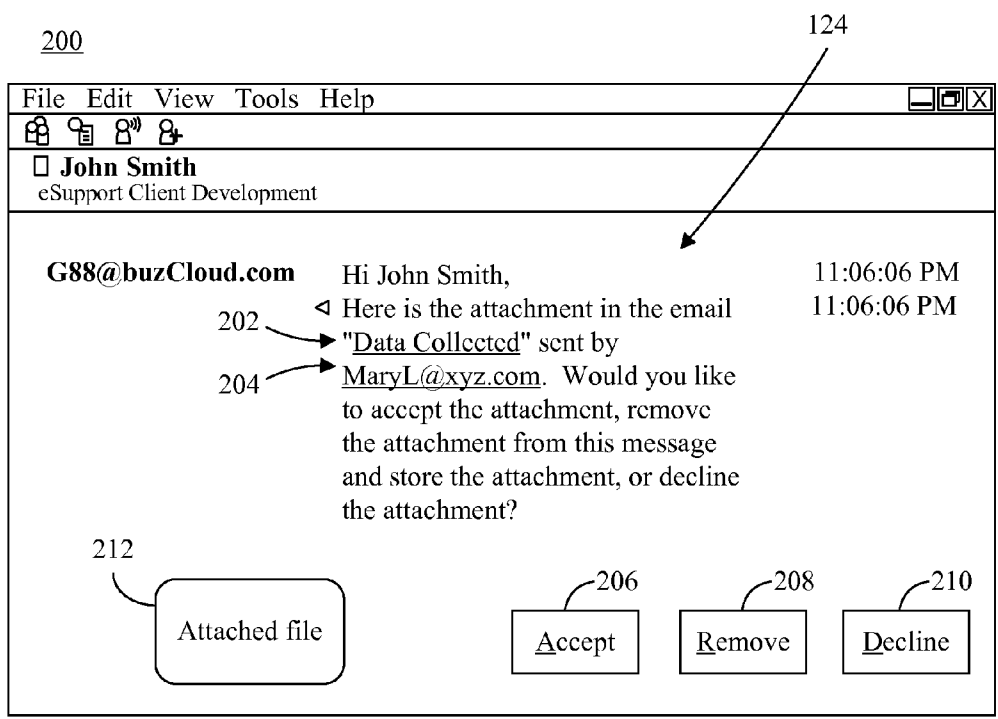 124
200
File Edit View Tools Help
John Smith
eSupport Client Development
G88@buzCloud.com Hi John Smith, 11:06:06 PM
Here is the attachment in the email 11:06:06 PM
202
"Data Collected" sent by
204
MaryL@xyz.com. Would you like
to accept the attachment, remove
the attachment from this message
and store the attachment, or decline
the attachment?
212
206 208 210
Attached file Accept Remove Decline